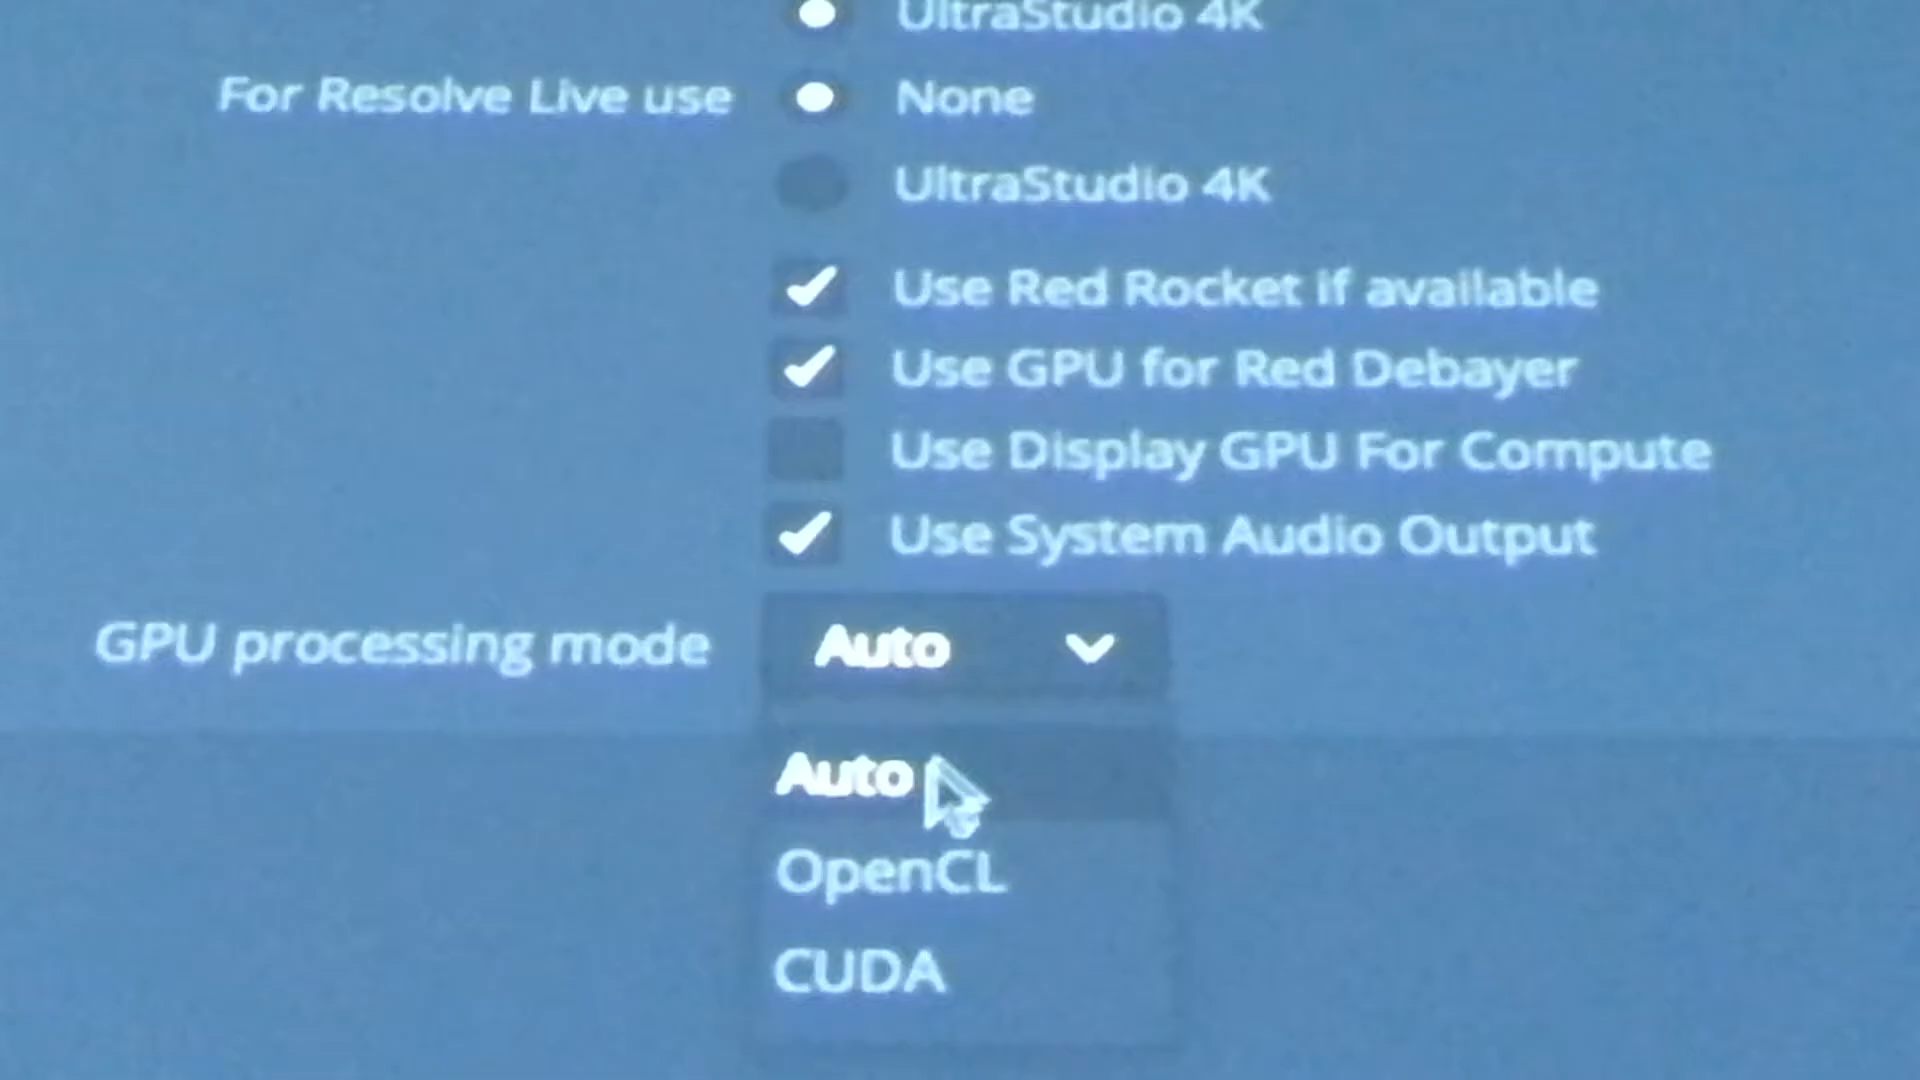 UltraStudio 4K
For Resolve Live use None
UltraStudio 4K
Use Red Rocket if available
Use GPU for Red Debayer
Use Display GPU For Compute
Use System Audio Output
GPU processing mode Auto
Auto
OpenCL
CUDA